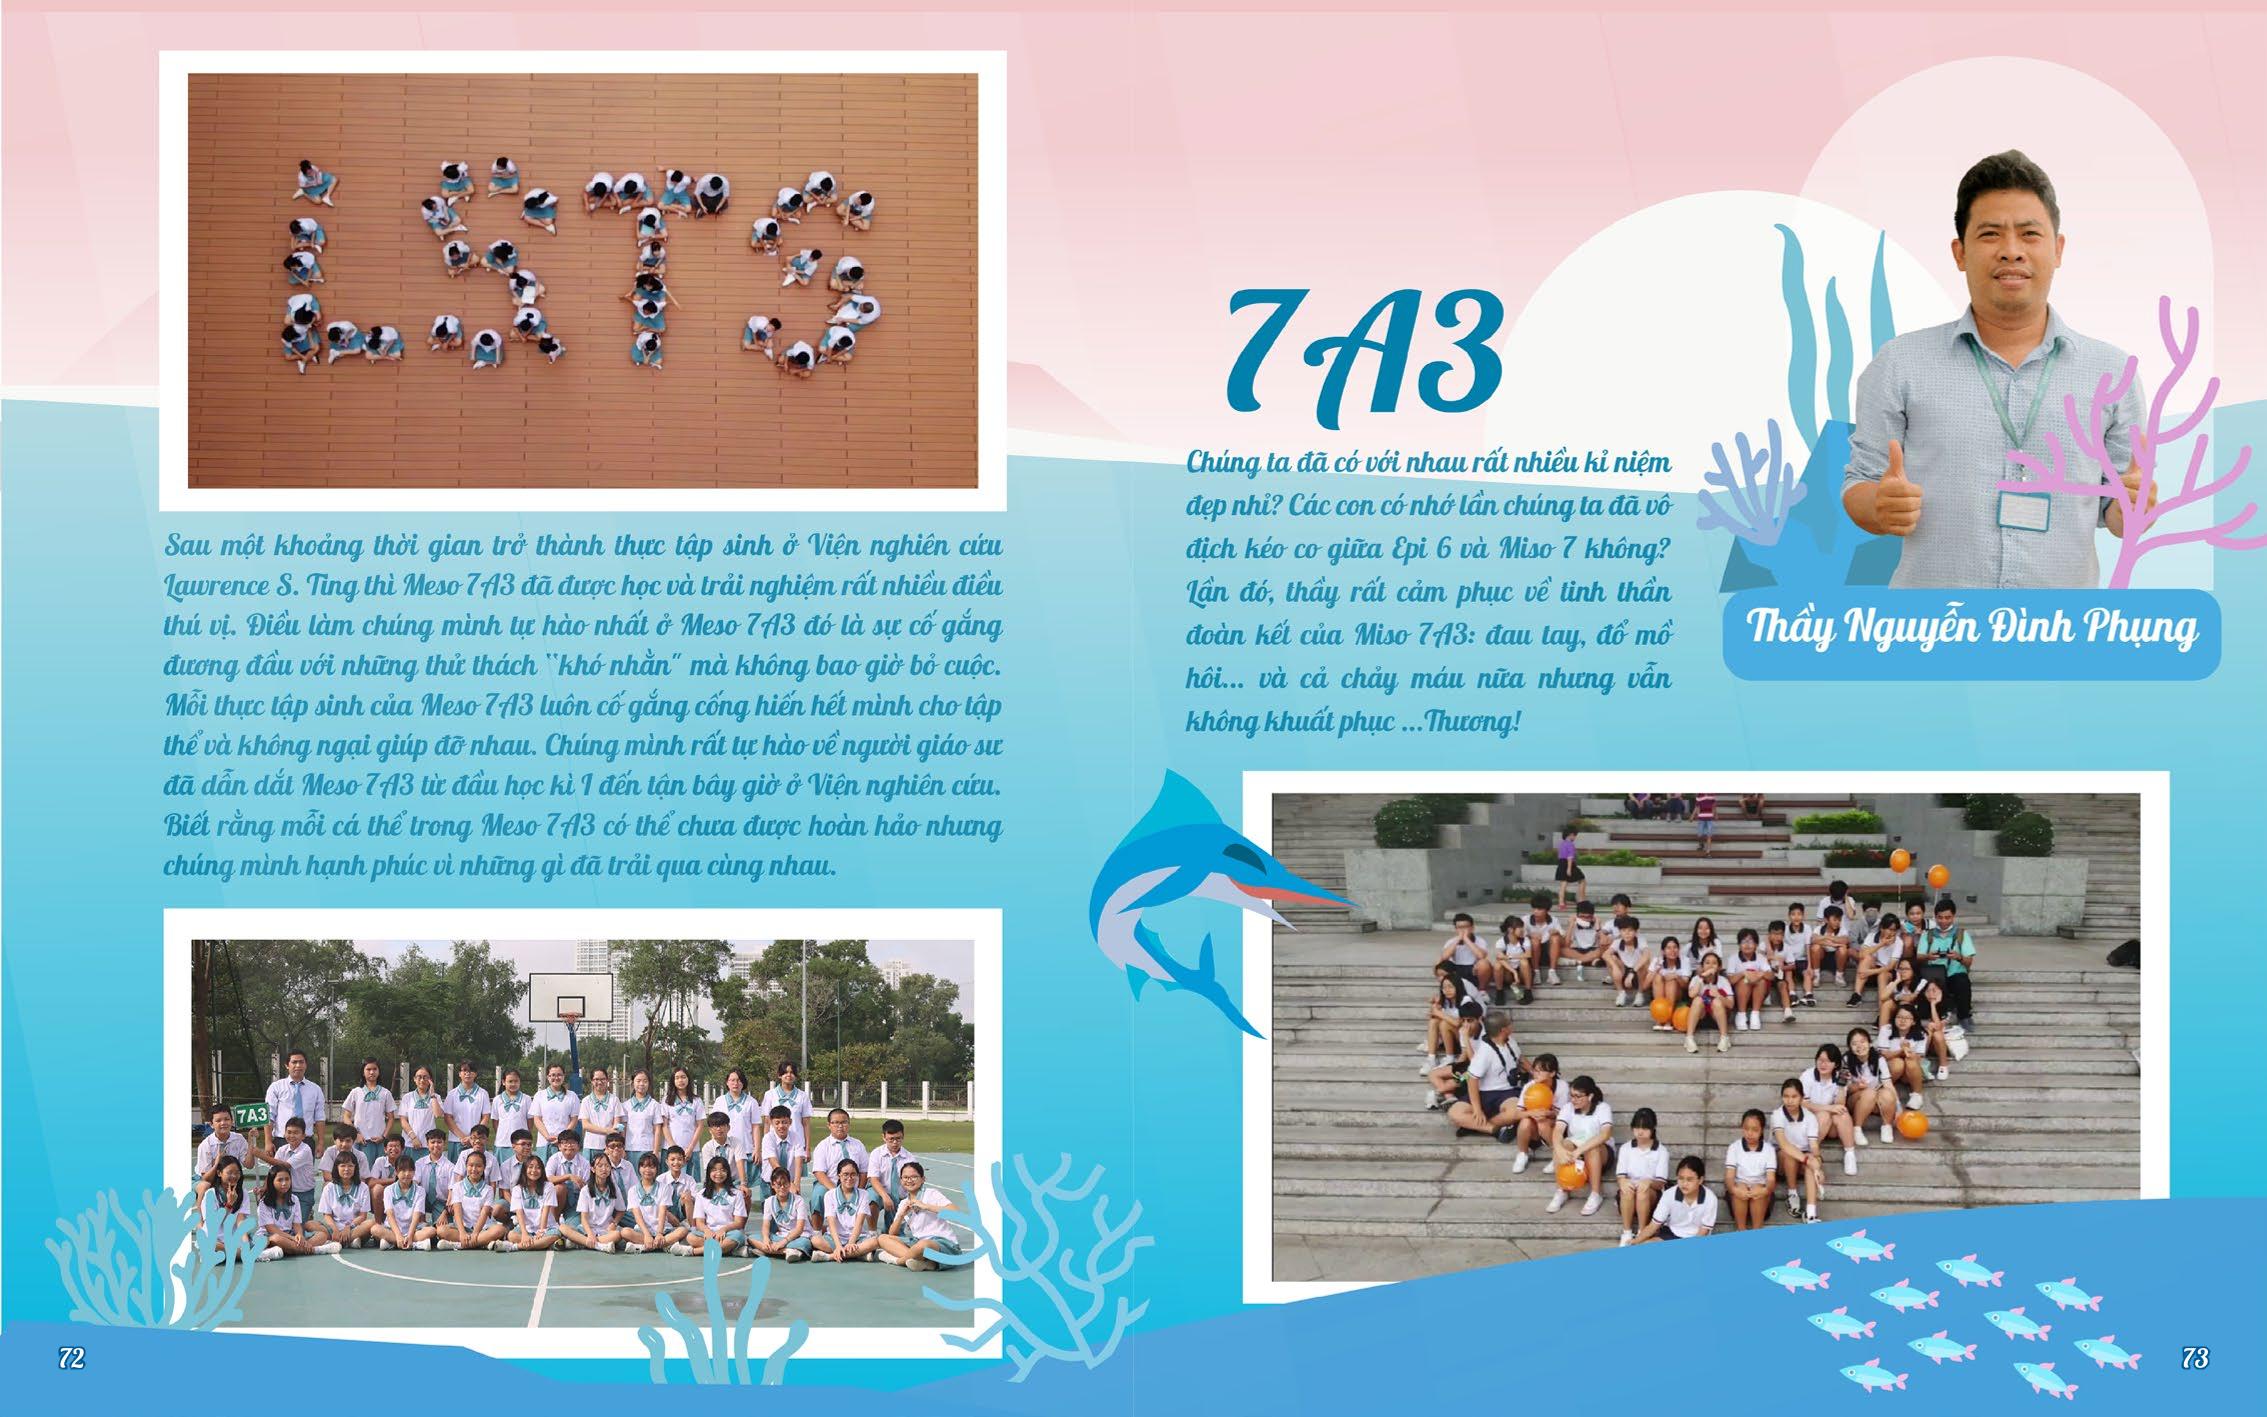 LSTS
Sau một khoảng thời gian trở thành thực tập sinh ở Viện nghiên cứu
Lawrence S. Ting thì Meso 7A3 đã được học và trải nghiệm rất nhiều điều
thú vị. Điều làm chúng mình tự hào nhất ở Meso 7A3 đó là sự cố gắng
đương đầu với những thử thách “khó nhằn" mà không bao giờ bỏ cuộc.
Mỗi thực tập sinh của Meso 7A3 luôn cố gắng cống hiến hết mình cho tập
thể và không ngại giúp đỡ nhau. Chúng mình rất tự hào về người giáo sư
đã dẫn dắt Meso 7A3 từ đầu học kì I đến tận bây giờ ở Viện nghiên cứu.
Biết rằng mỗi cá thể trong Meso 7A3 có thể chưa được hoàn hảo nhưng
chúng mình hạnh phúc vì những gì đã trải qua cùng nhau.
7A3
72
7A3
Chúng ta đã có với nhau rất nhiều kỉ niệm
đẹp nhỉ? Các con có nhớ lần chúng ta đã vô
địch kéo co giữa Epi 6 và Miso 7 không?
Lần đó, thầy rất cảm phục về tinh thần
đoàn kết của Miso 7A3: đau tay, đổ mồ
hôi... và cả chảy máu nữa nhưng vẫn
không khuất phục ...Thương!
Thầy Nguyễn Đình Phụng
73